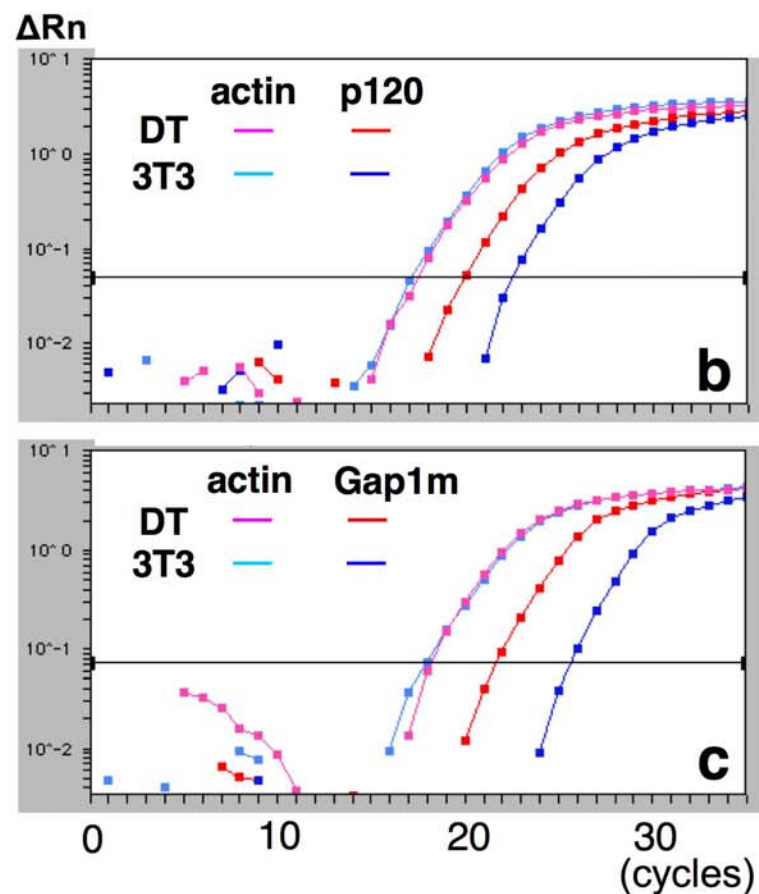 ΔRn
10^1
actin p120
DT
3T3
10^0
10^-1
10^-2
b
10^1
actin Gap1m
DT
3T3
10^0
10^-1
10^-2
c
0 10 20 30
(cycles)